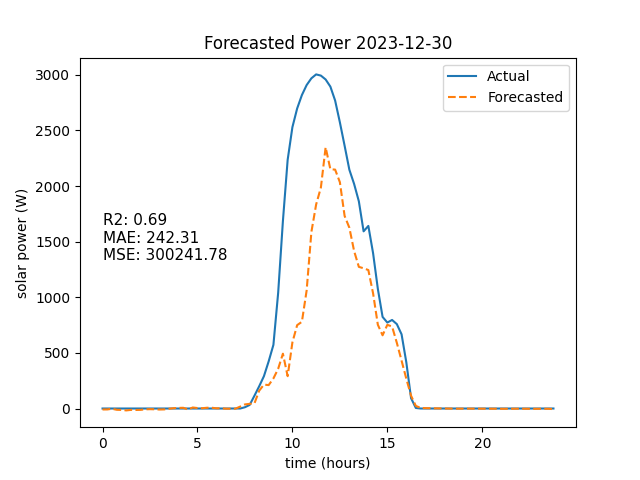 Forecasted Power 2023-12-30
Actual
Forecasted
R2: 0.69
MAE: 242.31
MSE: 300241.78
solar power (W)
3000
2500
2000
1500
1000
500
0
0 5 10 15 20
time (hours)